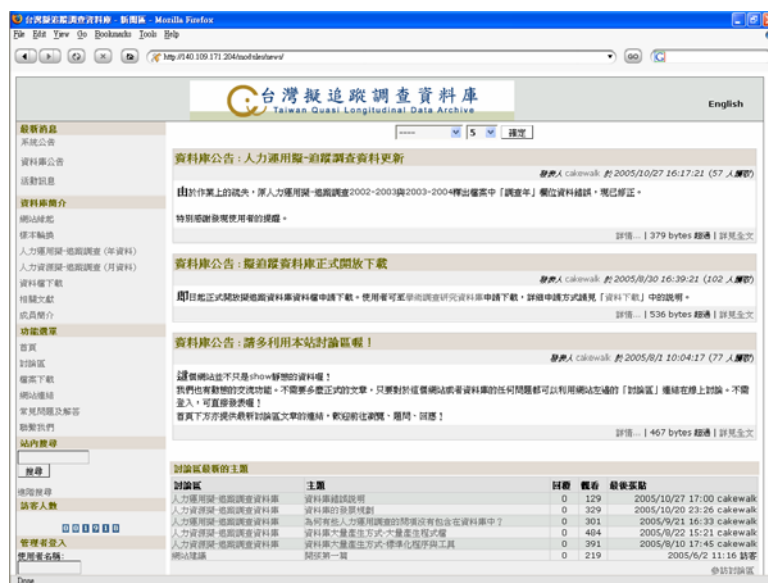 台灣擬追蹤調查資料庫 - 新聞區 - Mozilla Firefox
File Edit View Go Bookmarks Tools Help
http://140.109.171.204/modules/news/
GO
台灣擬追蹤調查資料庫
Taiwan Quasi Longitudinal Data Archive
English
最新消息
系統公告
資料庫公告
活動訊息
資料庫簡介
網站緣起
樣本輪換
人力運用擬-追蹤調查 (年資料)
人力資源擬-追蹤調查 (月資料)
資料檔下載
相關文獻
成員簡介
功能選單
首頁
討論區
檔案下載
網站連結
常見問題及解答
聯繫我們
站內搜尋
搜尋
進階搜尋
訪客人數
001910
管理者登入
使用者名稱:
---- 5 確定
資料庫公告 : 人力運用擬-追蹤調查資料更新
發表人 cakewalk 於 2005/10/27 16:17:21 (57 人讀取)
由於作業上的疏失，原人力運用擬-追蹤調查2002-2003與2003-2004釋出檔案中「調查年」欄位資料錯誤，現已修正。
特別感謝發現使用者的提醒。
詳情... | 379 bytes 超過 | 詳見全文
資料庫公告 : 擬追蹤資料庫正式開放下載
發表人 cakewalk 於 2005/8/30 16:39:21 (102 人讀取)
即日起正式開放擬追蹤資料庫資料檔申請下載。使用者可至學術調查研究資料庫申請下載，詳細申請方式請見「資料下載」中的說明。
詳情... | 536 bytes 超過 | 詳見全文
資料庫公告 : 請多利用本站討論區喔！
發表人 cakewalk 於 2005/8/1 10:04:17 (77 人讀取)
這個網站並不只是show靜態的資料喔！
我們也有動態的交流功能。不需要多麼正式的文章，只要對於這個網站或者資料庫的任何問題都可以利用網站左邊的「討論區」連結在線上討論。不需
登入，可直接發表喔！
首頁下方亦提供最新討論區文章的連結，歡迎前往瀏覽、題問、回應！
詳情... | 467 bytes 超過 | 詳見全文
討論區最新的主題
討論區 主題 回覆 觀看 最後張貼
人力運用擬-追蹤調查資料庫 資料庫錯誤說明 0 129 2005/10/27 17:00 cakewalk
人力資源擬-追蹤調查資料庫 資料庫的發展規劃 0 329 2005/10/20 23:26 cakewalk
人力運用擬-追蹤調查資料庫 為何有些人力運用調查的問項沒有包含在資料庫中？ 0 301 2005/9/21 16:33 cakewalk
人力資源擬-追蹤調查資料庫 資料庫大量產生方式-大量產生程式檔 0 484 2005/8/22 15:21 cakewalk
人力資源擬-追蹤調查資料庫 資料庫大量產生方式-標準化程序與工具 0 391 2005/8/10 17:45 cakewalk
網站建議 開張第一篇 0 219 2005/6/2 11:16 訪客
參訪討論區
Done